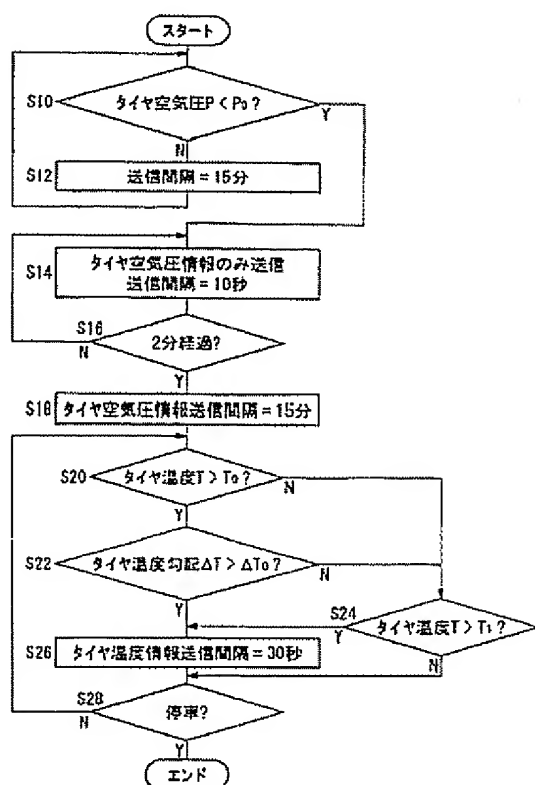 スタート
S10
タイヤ空気圧P < P0 ?
Y
N
S12
送信間隔 = 15分
S14
タイヤ空気圧情報のみ送信
送信間隔 = 10秒
S16
2分経過?
N
Y
S18
タイヤ空気圧情報送信間隔 = 15分
S20
タイヤ温度T > T0 ?
N
Y
S22
タイヤ温度勾配ΔT > ΔT0 ?
N
Y
S24
タイヤ温度T > T1 ?
Y
N
S26
タイヤ温度情報送信間隔 = 30秒
S28
停車?
N
Y
エンド